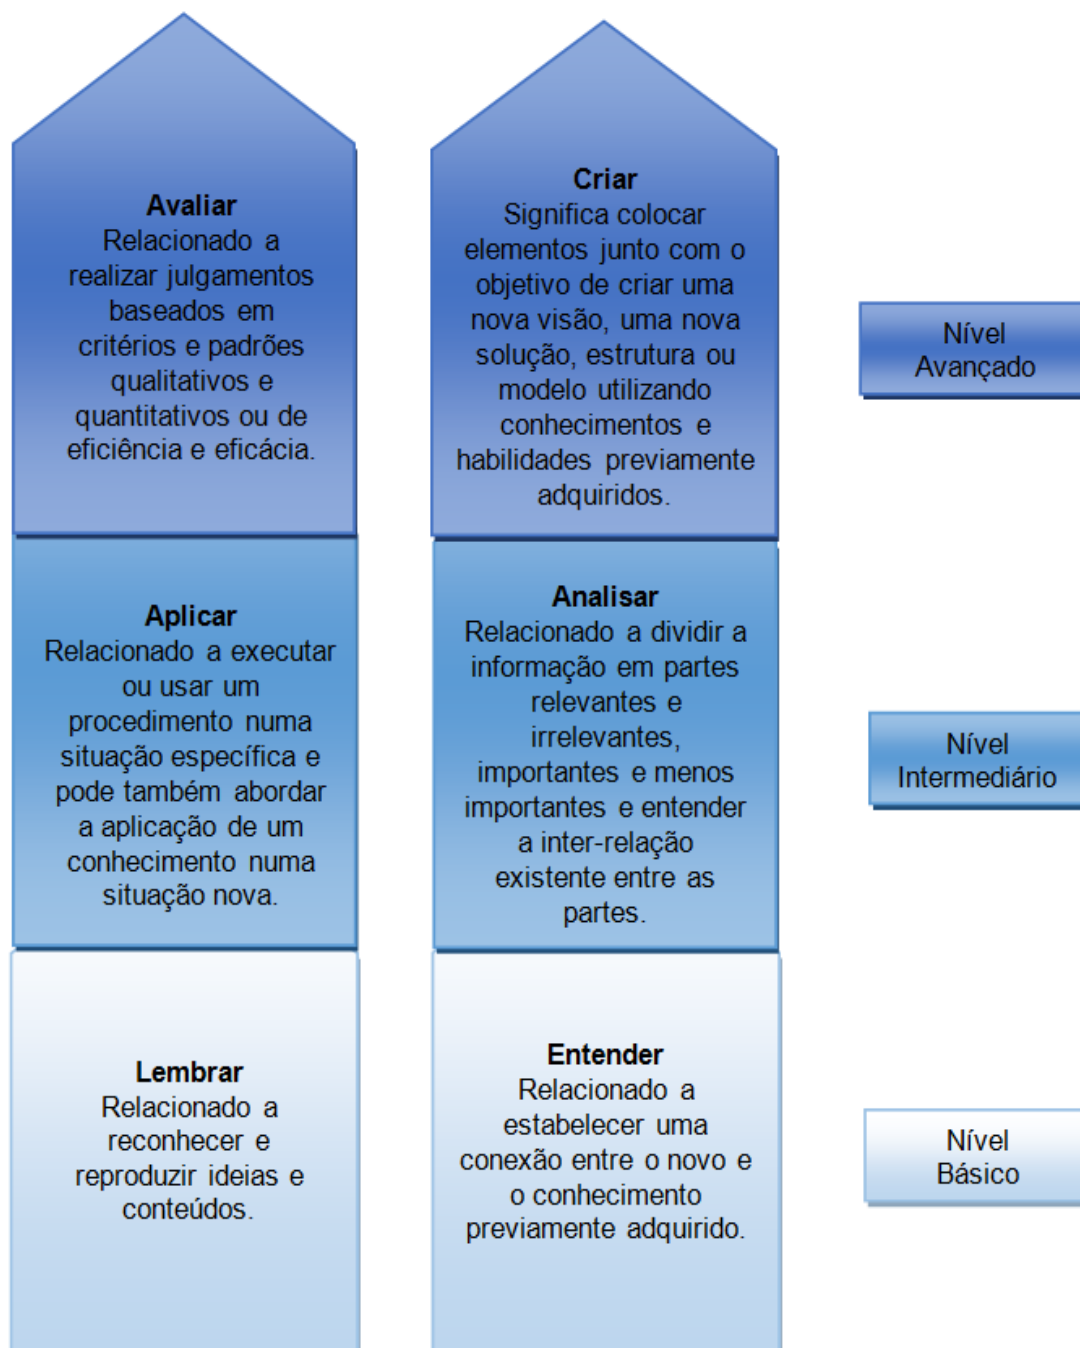 Avaliar
Relacionado a
realizar julgamentos
baseados em
critérios e padrões
qualitativos e
quantitativos ou de
eficiência e eficácia.
Criar
Significa colocar
elementos junto com o
objetivo de criar uma
nova visão, uma nova
solução, estrutura ou
modelo utilizando
conhecimentos e
habilidades previamente
adquiridos.
Nível
Avançado
Aplicar
Relacionado a executar
ou usar um
procedimento numa
situação específica e
pode também abordar
a aplicação de um
conhecimento numa
situação nova.
Analisar
Relacionado a dividir a
informação em partes
relevantes e
irrelevantes,
importantes e menos
importantes e entender
a inter-relação
existente entre as
partes.
Nível
Intermediário
Lembrar
Relacionado a
reconhecer e
reproduzir ideias e
conteúdos.
Entender
Relacionado a
estabelecer uma
conexão entre o novo e
o conhecimento
previamente adquirido.
Nível
Básico